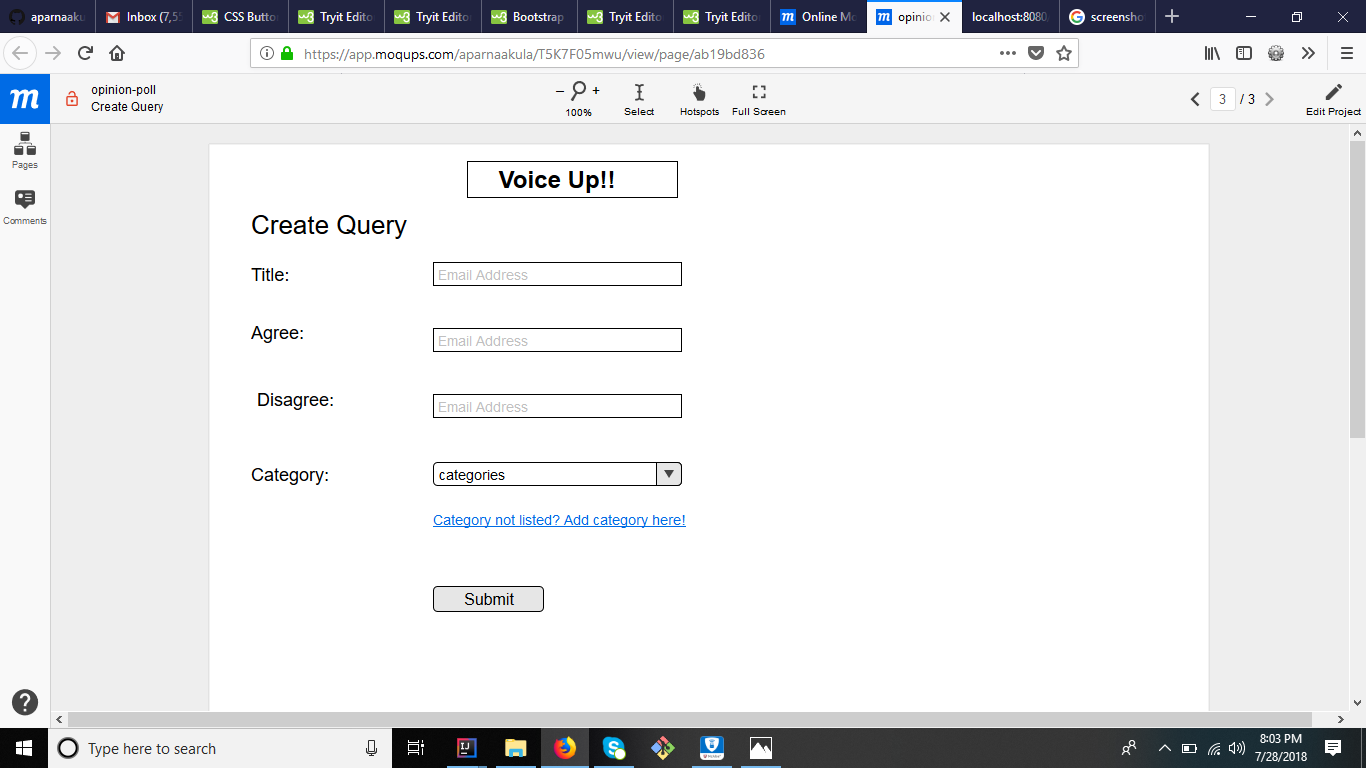 aparnaaku
Inbox (7,5
CSS Butto
Tryit Edito
Tryit Edito
Bootstrap
Tryit Edito
Tryit Edito
Online Mo
opinio
localhost:8080
screensho
https://app.moqups.com/aparnaakula/T5K7F05mwu/view/page/ab19bd836
m
opinion-poll
Create Query
100%
Select
Hotspots
Full Screen
3 / 3
Edit Project
Pages
Comments
Voice Up!!
Create Query
Title:
Email Address
Agree:
Email Address
Disagree:
Email Address
Category:
categories
Category not listed? Add category here!
Submit
Type here to search
8:03 PM
7/28/2018